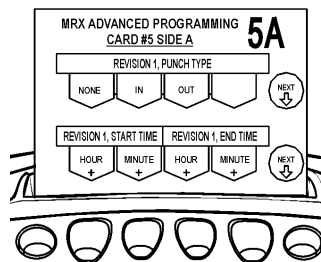 MRX ADVANCED PROGRAMMING
CARD #5 SIDE A
5A
REVISION 1, PUNCH TYPE
NONE IN OUT NEXT
REVISION 1, START TIME REVISION 1, END TIME
HOUR + MINUTE + HOUR + MINUTE + NEXT